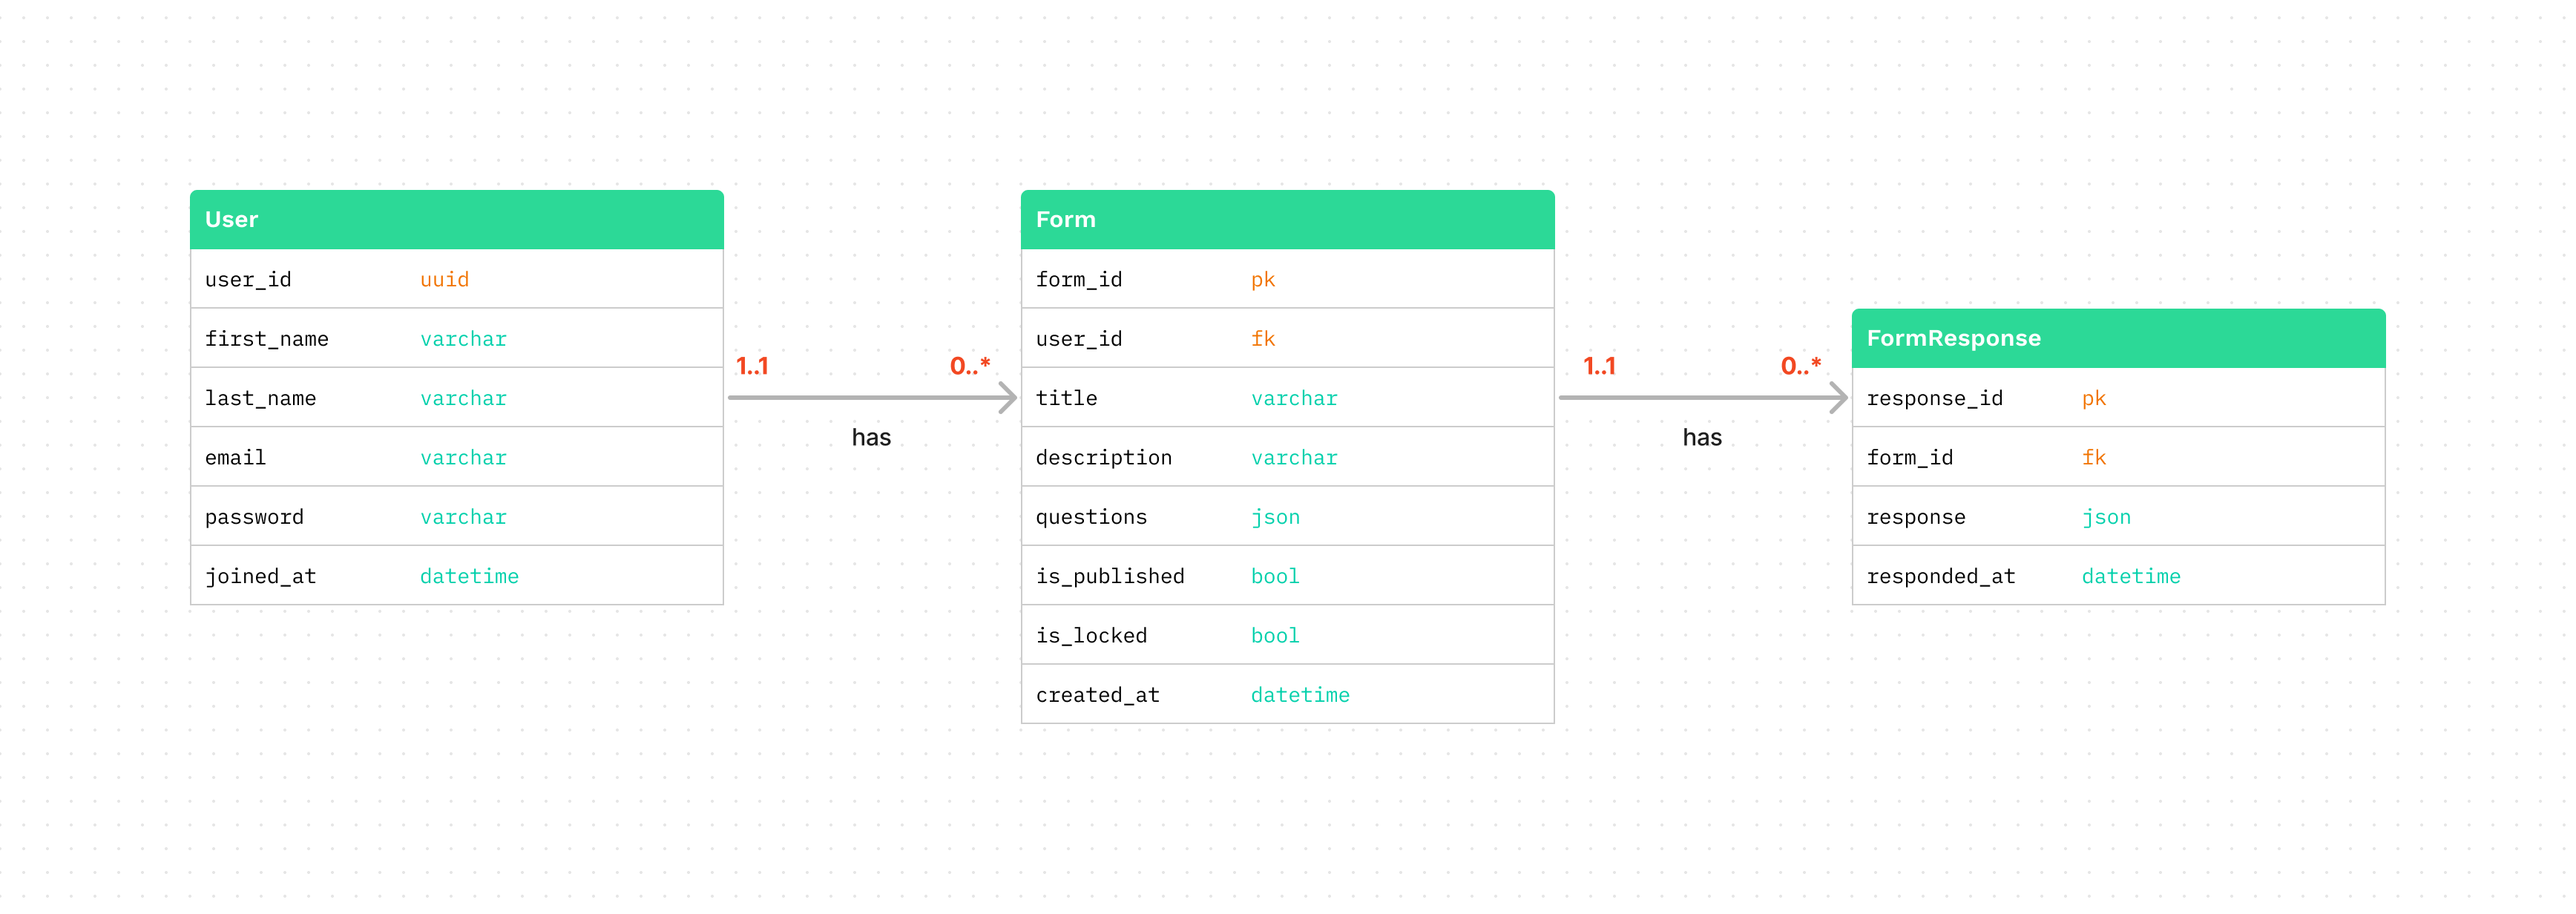 User
user_id uuid
first_name varchar
last_name varchar
email varchar
password varchar
joined_at datetime
1..1 0..*
has
Form
form_id pk
user_id fk
title varchar
description varchar
questions json
is_published bool
is_locked bool
created_at datetime
1..1 0..*
has
FormResponse
response_id pk
form_id fk
response json
responded_at datetime